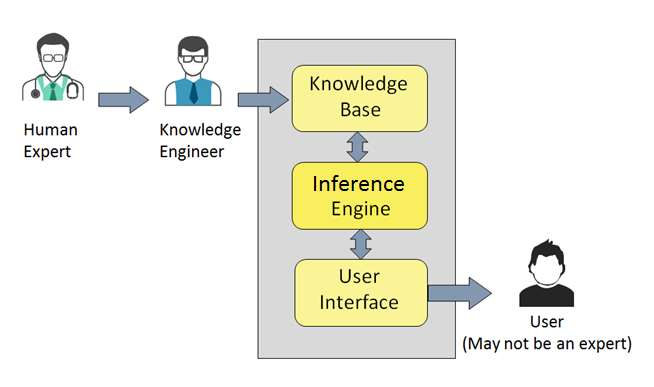 Human
Expert
Knowledge
Engineer
Knowledge
Base
Inference
Engine
User
Interface
User
(May not be an expert)